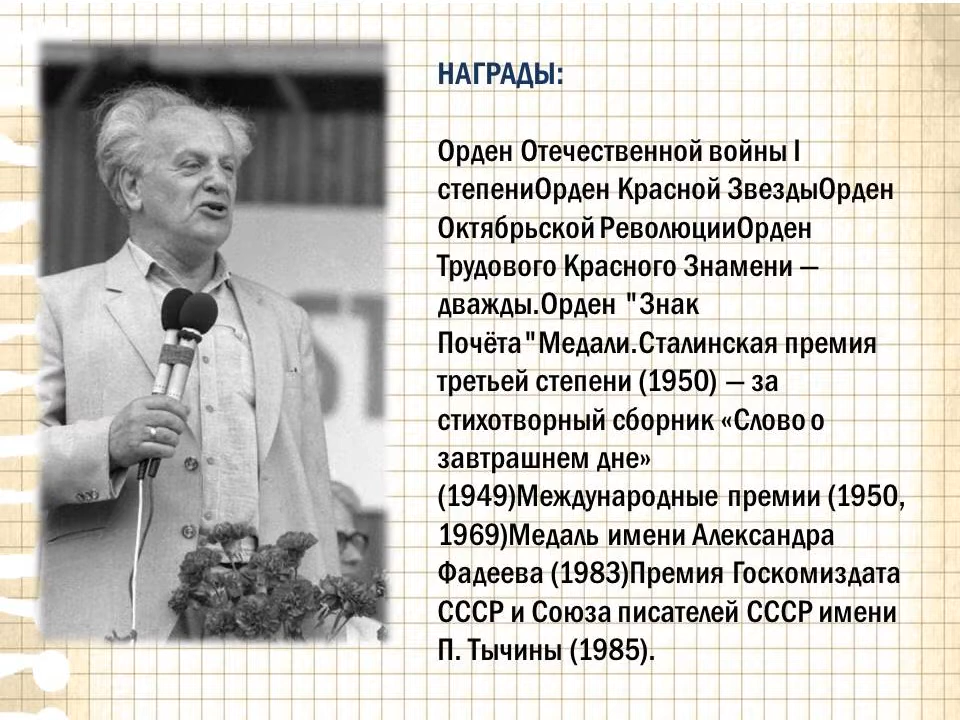 НАГРАДЫ:
Орден Отечественной войны I
степениОрден Красной ЗвездыОрден
Октябрьской РеволюцииОрден
Трудового Красного Знамени —
дважды.Орден "Знак
Почёта"Медали.Сталинская премия
третьей степени (1950) — за
стихотворный сборник «Слово о
завтрашнем дне»
(1949)Международные премии (1950,
1969)Медаль имени Александра
Фадеева (1983)Премия Госкомиздата
СССР и Союза писателей СССР имени
П. Тычины (1985).